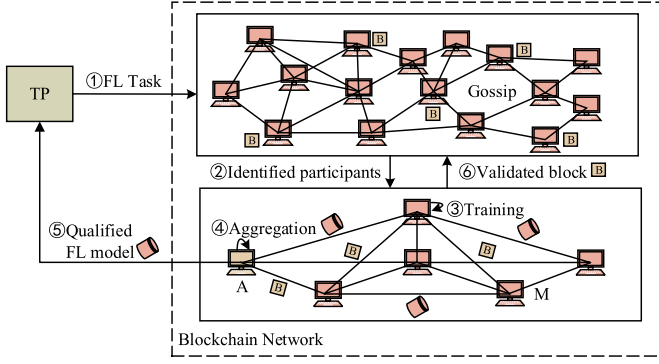 TP
①FL Task
B
B
Gossip
B
B
B
②Identified participants
⑥Validated block B
③Training
⑤Qualified
FL model
④Aggregation
B
B
A
B
M
Blockchain Network